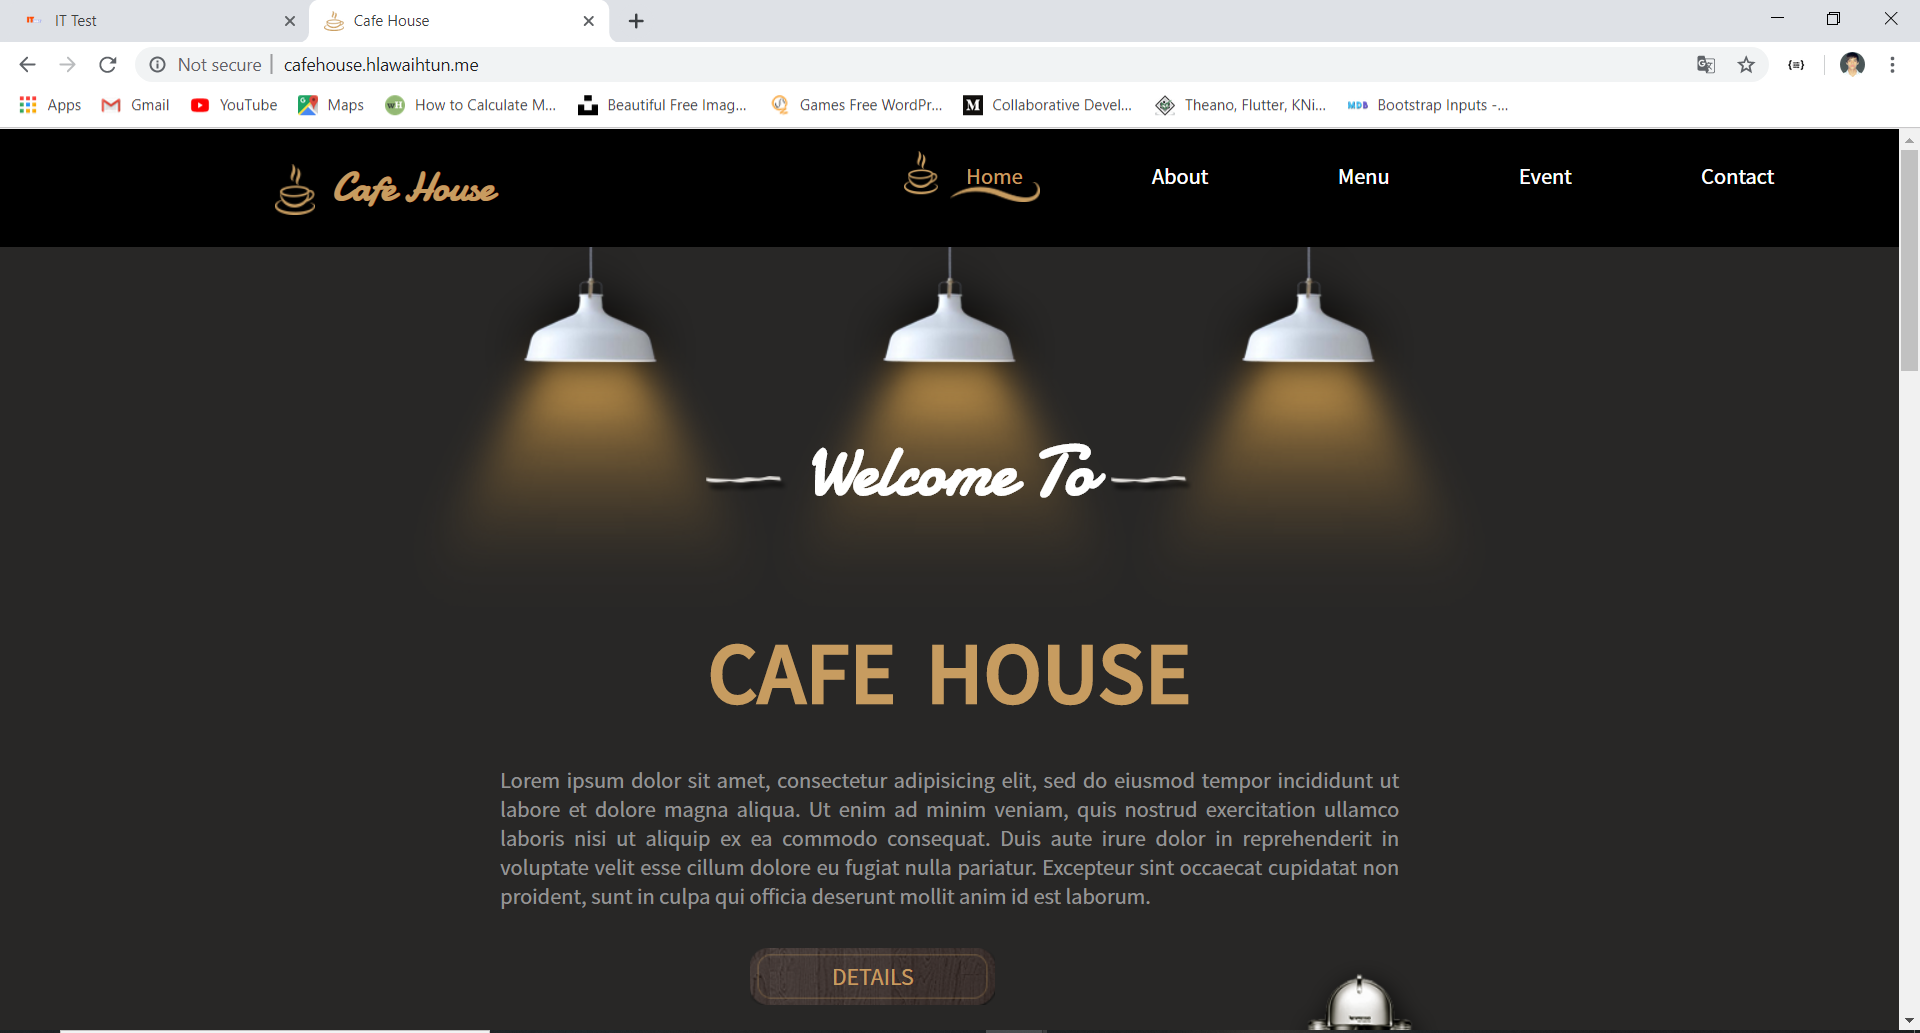 IT Test
Cafe House
Not secure | cafehouse.hlawaihtun.me
Apps Gmail YouTube Maps How to Calculate M... Beautiful Free Imag... Games Free WordPr... Collaborative Devel... Theano, Flutter, KNi... Bootstrap Inputs -...
Cafe House
Home About Menu Event Contact
Welcome To
CAFE HOUSE
Lorem ipsum dolor sit amet, consectetur adipisicing elit, sed do eiusmod tempor incididunt ut
labore et dolore magna aliqua. Ut enim ad minim veniam, quis nostrud exercitation ullamco
laboris nisi ut aliquip ex ea commodo consequat. Duis aute irure dolor in reprehenderit in
voluptate velit esse cillum dolore eu fugiat nulla pariatur. Excepteur sint occaecat cupidatat non
proident, sunt in culpa qui officia deserunt mollit anim id est laborum.
DETAILS